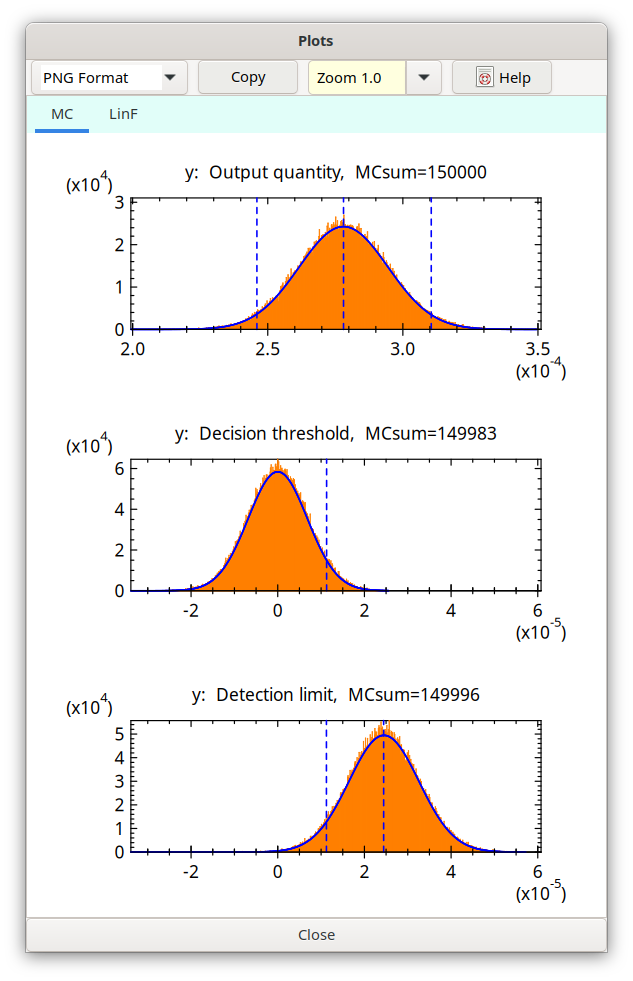 Plots
PNG Format Copy Zoom 1.0 Help
MC LinF
y: Output quantity, MCsum=150000
(x10^4)
3
2
1
0
2.0 2.5 3.0 3.5
(x10^-4)
y: Decision threshold, MCsum=149983
(x10^4)
6
4
2
0
-2 0 2 4 6
(x10^-5)
y: Detection limit, MCsum=149996
(x10^4)
5
4
3
2
1
0
-2 0 2 4 6
(x10^-5)
Close